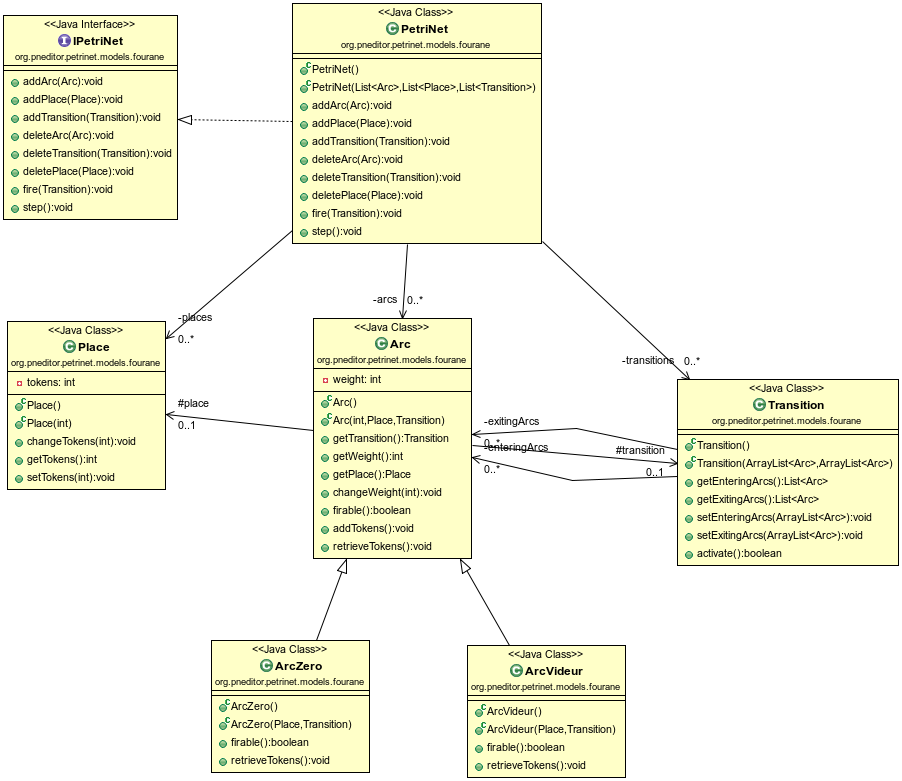 <<Java Interface>>
IPetriNet
org.pneditor.petrinet.models.fourane
addArc(Arc):void
addPlace(Place):void
addTransition(Transition):void
deleteArc(Arc):void
deleteTransition(Transition):void
deletePlace(Place):void
fire(Transition):void
step():void
<<Java Class>>
PetriNet
org.pneditor.petrinet.models.fourane
PetriNet()
PetriNet(List<Arc>,List<Place>,List<Transition>)
addArc(Arc):void
addPlace(Place):void
addTransition(Transition):void
deleteArc(Arc):void
deleteTransition(Transition):void
deletePlace(Place):void
fire(Transition):void
step():void
-places
0..*
-arcs
0..*
-transitions
0..*
<<Java Class>>
Place
org.pneditor.petrinet.models.fourane
tokens: int
Place()
Place(int)
changeTokens(int):void
getTokens():int
setTokens(int):void
#place
0..1
<<Java Class>>
Arc
org.pneditor.petrinet.models.fourane
weight: int
Arc()
Arc(int,Place,Transition)
getTransition():Transition
getWeight():int
getPlace():Place
changeWeight(int):void
firable():boolean
addTokens():void
retrieveTokens():void
-exitingArcs
0..*
-enteringArcs
0..*
#transition
0..1
<<Java Class>>
Transition
org.pneditor.petrinet.models.fourane
Transition()
Transition(ArrayList<Arc>,ArrayList<Arc>)
getEnteringArcs():List<Arc>
getExitingArcs():List<Arc>
setEnteringArcs(ArrayList<Arc>):void
setExitingArcs(ArrayList<Arc>):void
activate():boolean
<<Java Class>>
ArcZero
org.pneditor.petrinet.models.fourane
ArcZero()
ArcZero(Place,Transition)
firable():boolean
retrieveTokens():void
<<Java Class>>
ArcVideur
org.pneditor.petrinet.models.fourane
ArcVideur()
ArcVideur(Place,Transition)
firable():boolean
retrieveTokens():void